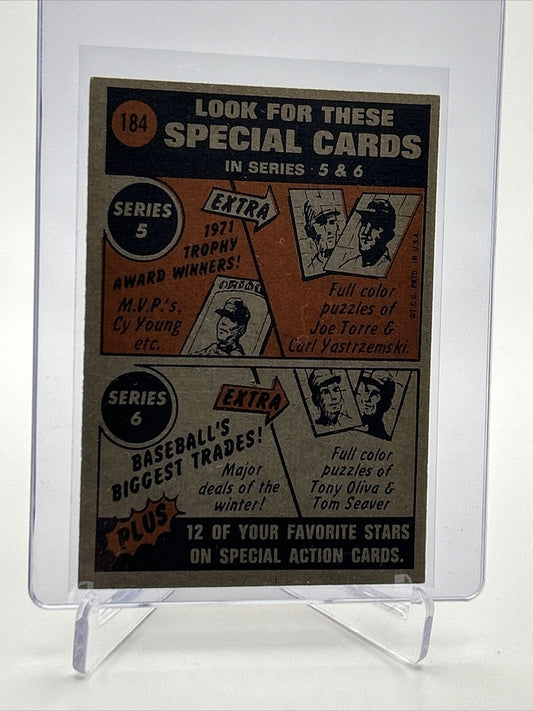 184
LOOK FOR THESE
SPECIAL CARDS
IN SERIES 5 & 6
SERIES
5
EXTRA
1971
TROPHY
AWARD WINNERS!
M.V.P.'s,
Cy Young
etc.
Full color
puzzles of
Joe Torre &
Carl Yastrzemski.
©T.C.G. PRTD. IN U.S.A.
SERIES
6
EXTRA
BASEBALL'S
BIGGEST TRADES!
Major
deals of the
winter!
Full color
puzzles of
Tony Oliva &
Tom Seaver
PLUS
12 OF YOUR FAVORITE STARS
ON SPECIAL ACTION CARDS.